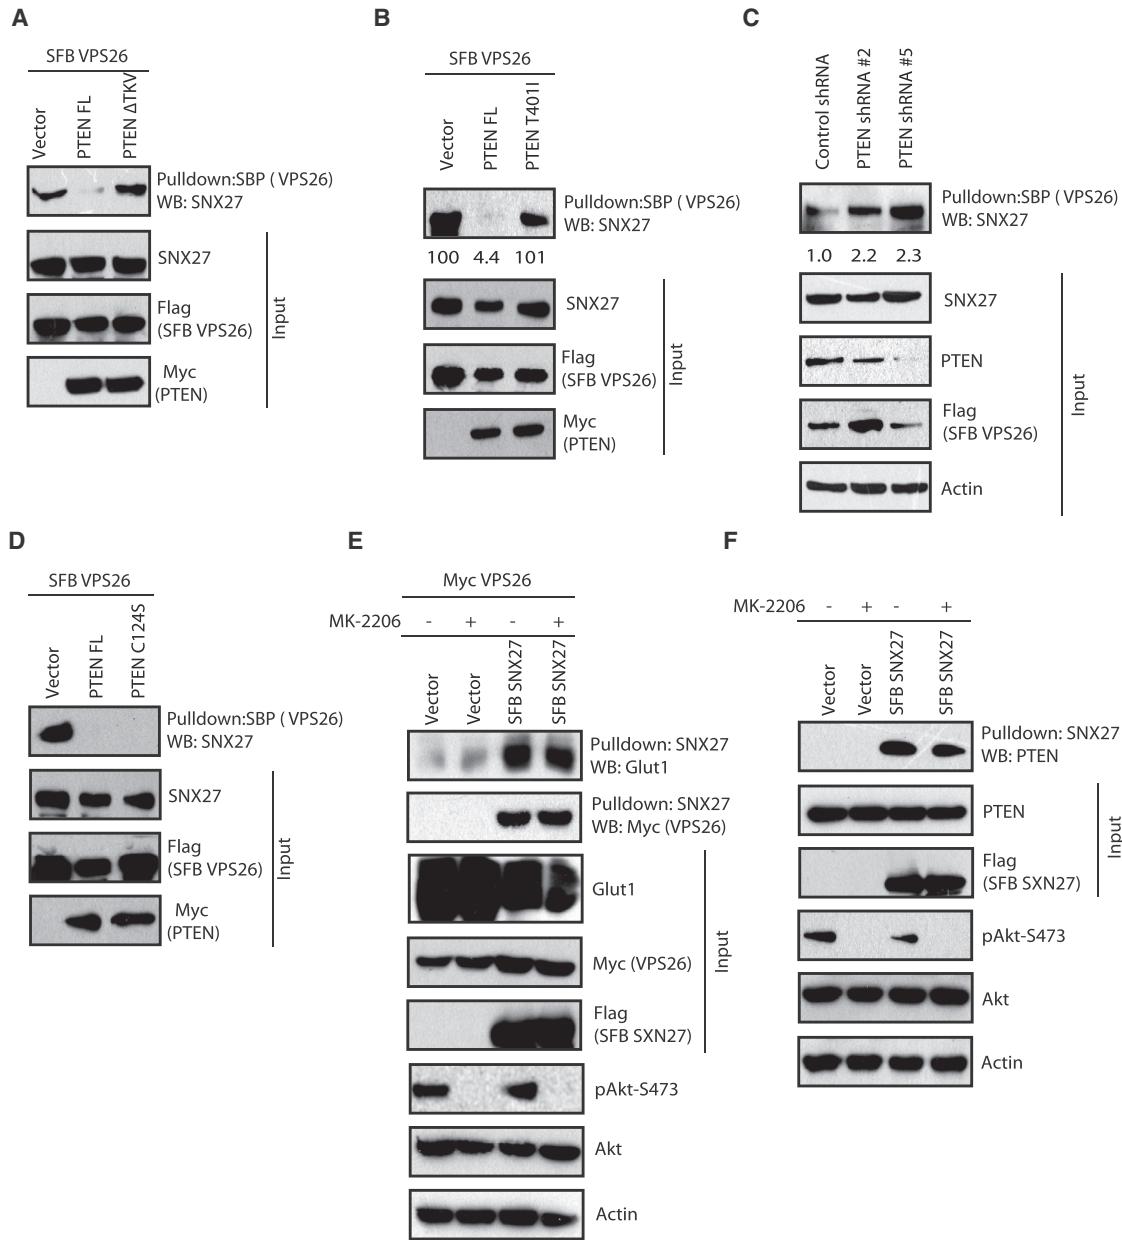 A
SFB VPS26
Vector
PTEN FL
PTEN ΔTKV
Pulldown:SBP ( VPS26)
WB: SNX27
SNX27
Flag
(SFB VPS26)
Myc
(PTEN)
Input
B
SFB VPS26
Vector
PTEN FL
PTEN T401I
Pulldown:SBP ( VPS26)
WB: SNX27
100 4.4 101
SNX27
Flag
(SFB VPS26)
Myc
(PTEN)
Input
C
Control shRNA
PTEN shRNA #2
PTEN shRNA #5
Pulldown:SBP ( VPS26)
WB: SNX27
1.0 2.2 2.3
SNX27
PTEN
Flag
(SFB VPS26)
Actin
Input
D
SFB VPS26
Vector
PTEN FL
PTEN C124S
Pulldown:SBP ( VPS26)
WB: SNX27
SNX27
Flag
(SFB VPS26)
Myc
(PTEN)
Input
E
Myc VPS26
MK-2206 - + - +
Vector
Vector
SFB SNX27
SFB SNX27
Pulldown: SNX27
WB: Glut1
Pulldown: SNX27
WB: Myc (VPS26)
Glut1
Myc (VPS26)
Flag
(SFB SXN27)
Input
pAkt-S473
Akt
Actin
F
MK-2206 - + - +
Vector
Vector
SFB SNX27
SFB SNX27
Pulldown: SNX27
WB: PTEN
PTEN
Flag
(SFB SXN27)
Input
pAkt-S473
Akt
Actin